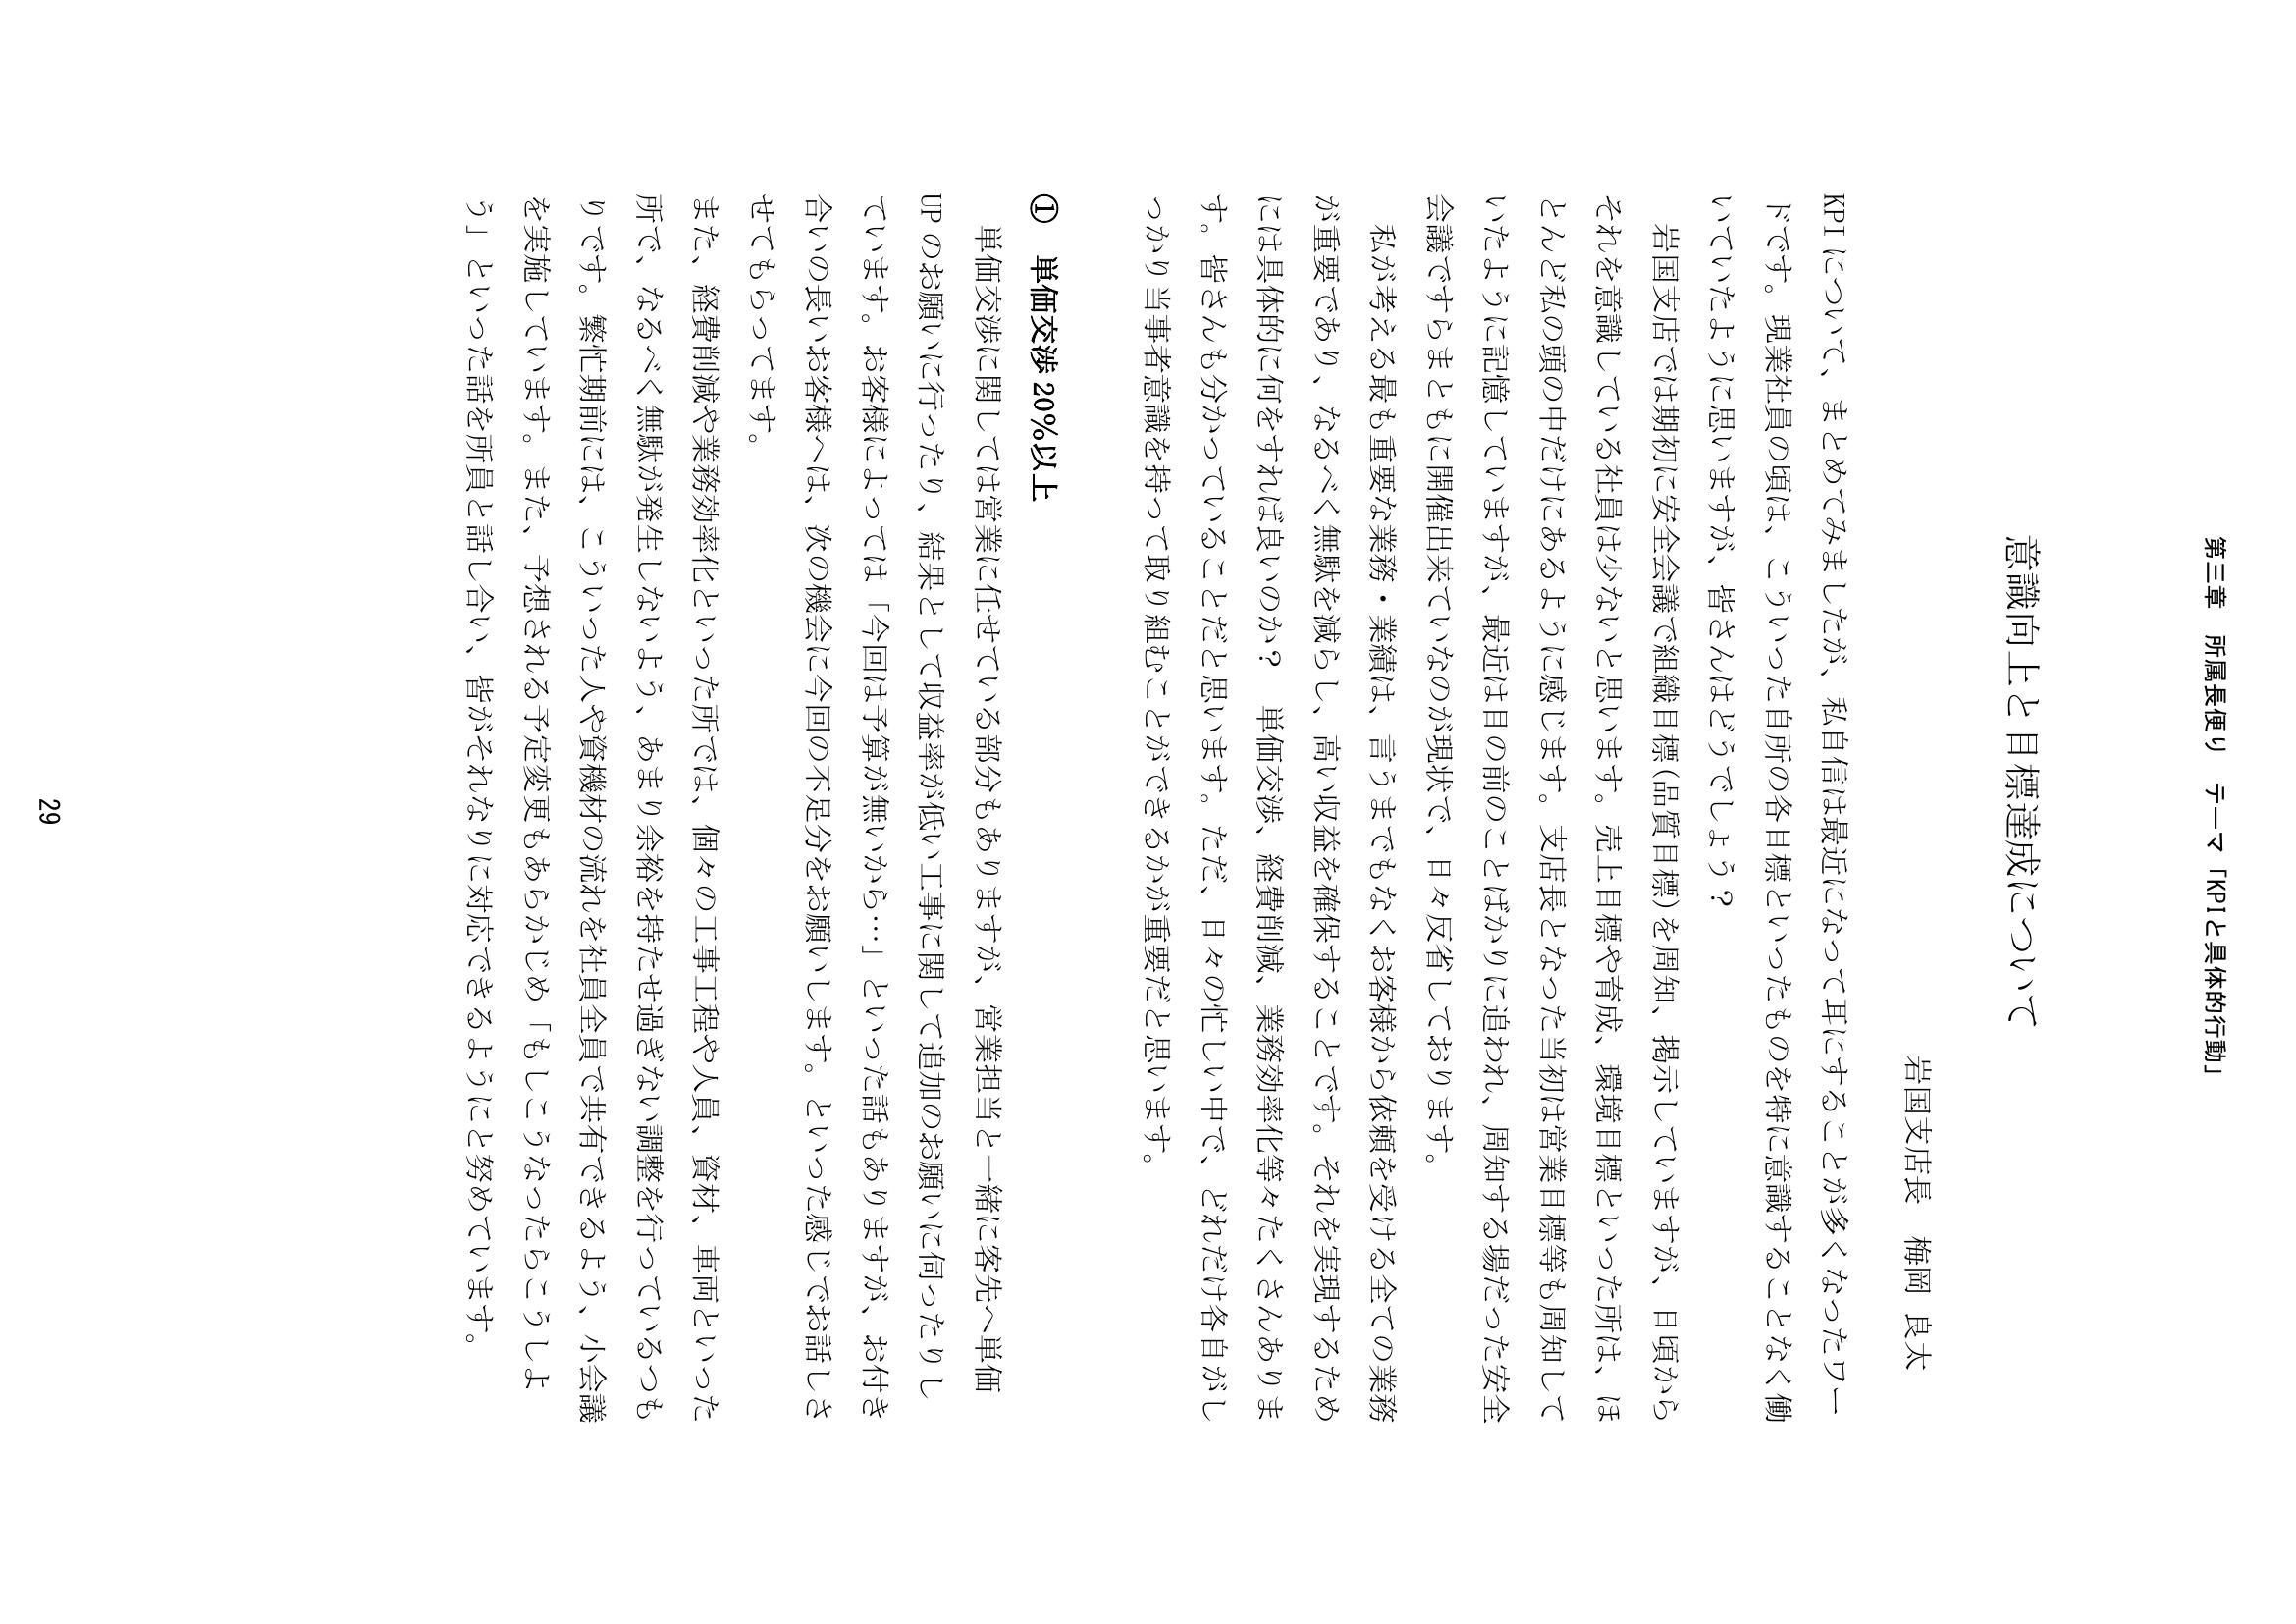 第三章　所属長便り　テーマ「KPIと具体的行動」
意識向上と目標達成について
岩国支店長　梅岡　良太
KPIについて、まとめてみましたが、私自信は最近になって耳にすることが多くなったワー
ドです。現業社員の頃は、こういった自所の各目標といったものを特に意識することなく働
いていたように思いますが、皆さんはどうでしょう？
　岩国支店では期初に安全会議で組織目標(品質目標)を周知、掲示していますが、日頃から
それを意識している社員は少ないと思います。売上目標や育成、環境目標といった所は、ほ
とんど私の頭の中だけにあるように感じます。支店長となった当初は営業目標等も周知して
いたように記憶していますが、最近は目の前のことばかりに追われ、周知する場だった安全
会議ですらまともに開催出来ていなのが現状で、日々反省しております。
　私が考える最も重要な業務・業績は、言うまでもなくお客様から依頼を受ける全ての業務
が重要であり、なるべく無駄を減らし、高い収益を確保することです。それを実現するため
には具体的に何をすれば良いのか？　単価交渉、経費削減、業務効率化等々たくさんありま
す。皆さんも分かっていることだと思います。ただ、日々の忙しい中で、どれだけ各自がし
っかり当事者意識を持って取り組むことができるかが重要だと思います。
①　単価交渉 20%以上
　単価交渉に関しては営業に任せている部分もありますが、営業担当と一緒に客先へ単価
UP のお願いに行ったり、結果として収益率が低い工事に関して追加のお願いに伺ったりし
ています。お客様によっては「今回は予算が無いから…」といった話もありますが、お付き
合いの長いお客様へは、次の機会に今回の不足分をお願いします。といった感じでお話しさ
せてもらってます。
また、経費削減や業務効率化といった所では、個々の工事工程や人員、資材、車両といった
所で、なるべく無駄が発生しないよう、あまり余裕を持たせ過ぎない調整を行っているつも
りです。繁忙期前には、こういった人や資機材の流れを社員全員で共有できるよう、小会議
を実施しています。また、予想される予定変更もあらかじめ「もしこうなったらこうしよ
う」といった話を所員と話し合い、皆がそれなりに対応できるようにと努めています。
29